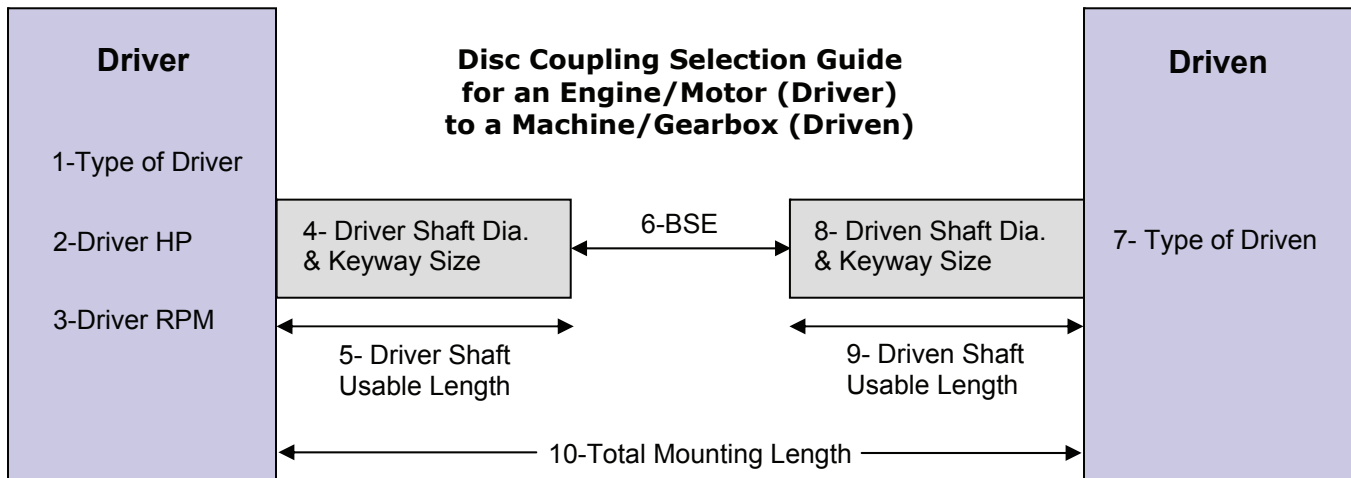 Driver
1-Type of Driver
2-Driver HP
3-Driver RPM
Disc Coupling Selection Guide
for an Engine/Motor (Driver)
to a Machine/Gearbox (Driven)
4- Driver Shaft Dia.
& Keyway Size
6-BSE
8- Driven Shaft Dia.
& Keyway Size
5- Driver Shaft
Usable Length
9- Driven Shaft
Usable Length
10-Total Mounting Length
Driven
7- Type of Driven